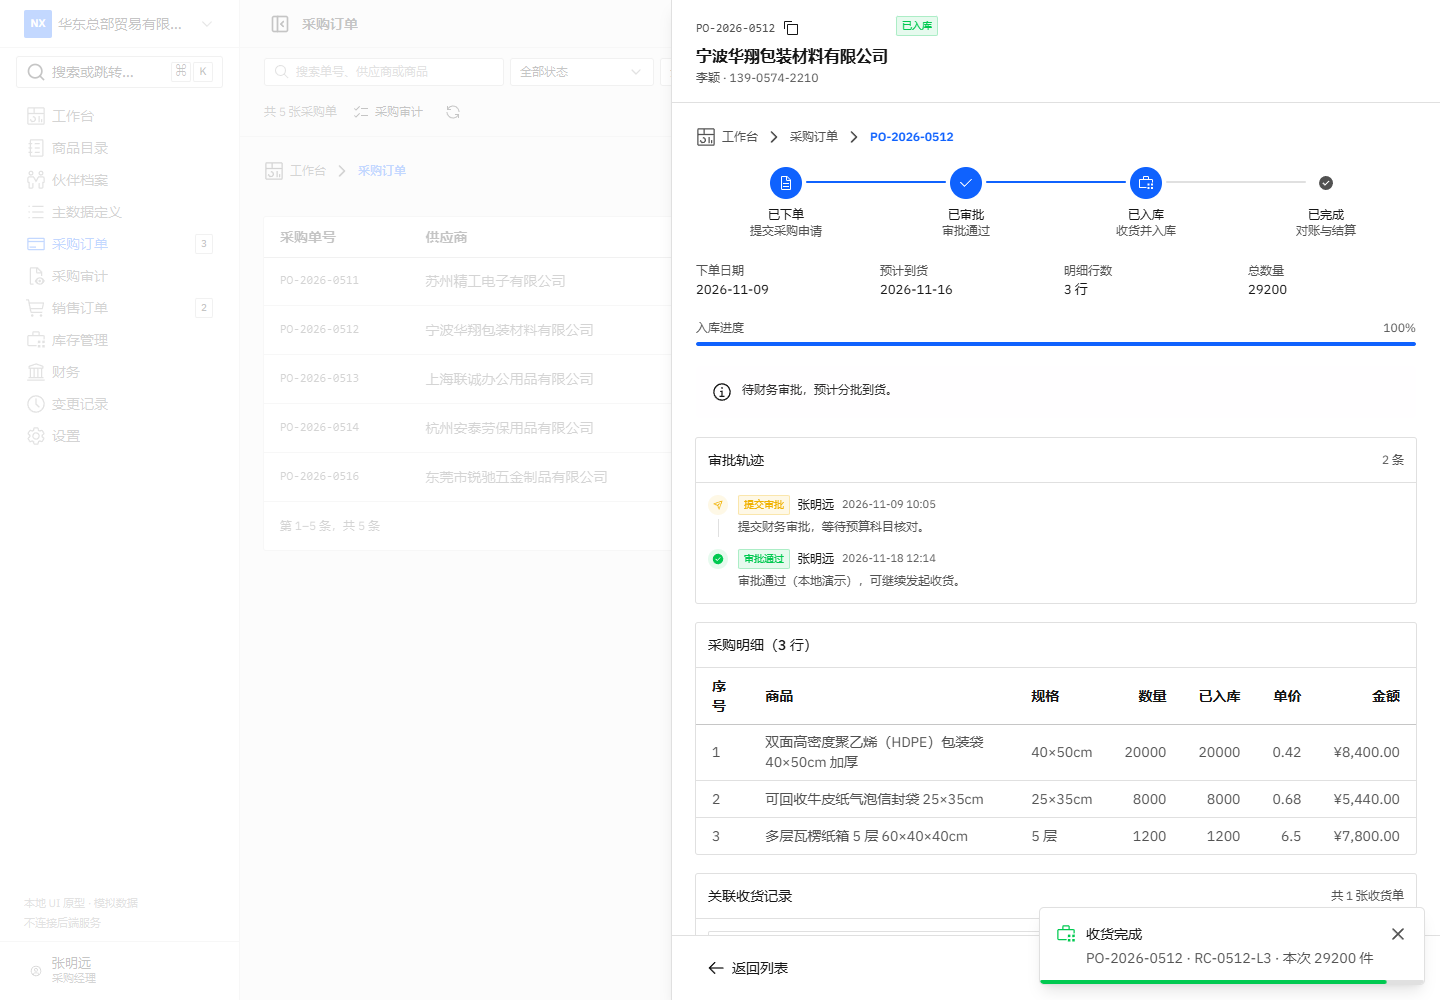 NX 华东总部贸易有限...
搜索或跳转... ⌘ K
工作台
商品目录
伙伴档案
主数据定义
采购订单 3
采购审计
销售订单 2
库存管理
财务
变更记录
设置
本地 UI 原型 · 模拟数据
不连接后端服务
张明远
采购经理
采购订单
搜索单号、供应商或商品
全部状态
共 5 张采购单
采购审计
工作台 采购订单
采购单号 供应商
PO-2026-0511 苏州精工电子有限公司
PO-2026-0512 宁波华翔包装材料有限公司
PO-2026-0513 上海联诚办公用品有限公司
PO-2026-0514 杭州安泰劳保用品有限公司
PO-2026-0516 东莞市锐驰五金制品有限公司
第 1–5 条，共 5 条
PO-2026-0512 已入库
宁波华翔包装材料有限公司
李颖 · 139-0574-2210
工作台 采购订单 PO-2026-0512
已下单 已审批 已入库 已完成
提交采购申请 审批通过 收货并入库 对账与结算
下单日期 预计到货 明细行数 总数量
2026-11-09 2026-11-16 3 行 29200
入库进度 100%
待财务审批，预计分批到货。
审批轨迹 2 条
提交审批 张明远 2026-11-09 10:05
提交财务审批，等待预算科目核对。
审批通过 张明远 2026-11-18 12:14
审批通过（本地演示），可继续发起收货。
采购明细（3 行）
序号 商品 规格 数量 已入库 单价 金额
1 双面高密度聚乙烯（HDPE）包装袋 40×50cm 加厚 40×50cm 20000 20000 0.42 ¥8,400.00
2 可回收牛皮纸气泡信封袋 25×35cm 25×35cm 8000 8000 0.68 ¥5,440.00
3 多层瓦楞纸箱 5 层 60×40×40cm 5 层 1200 1200 6.5 ¥7,800.00
关联收货记录 共 1 张收货单
返回列表
收货完成
PO-2026-0512 · RC-0512-L3 · 本次 29200 件